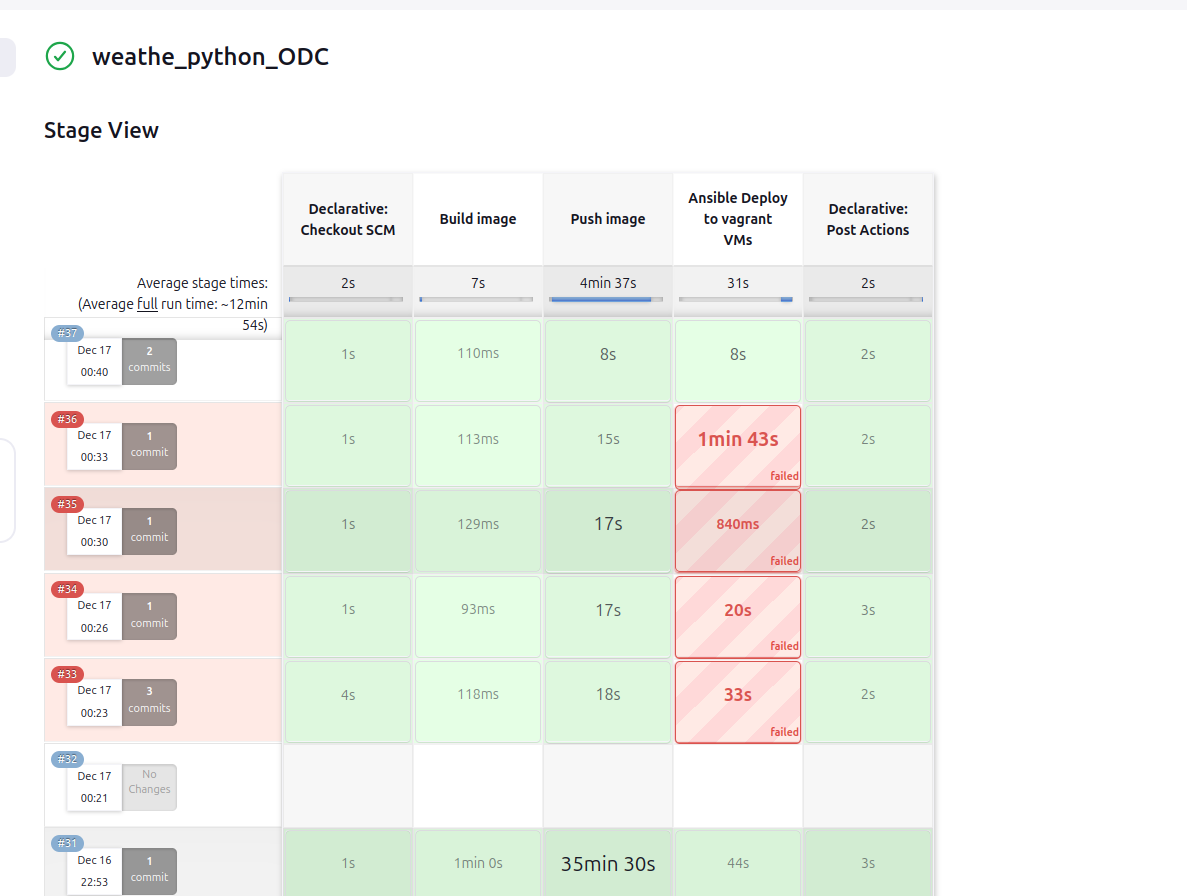 weathe_python_ODC
Stage View
Declarative:
Checkout SCM
Build image
Push image
Ansible Deploy
to vagrant
VMs
Declarative:
Post Actions
Average stage times:
(Average full run time: ~12min
54s)
2s
7s
4min 37s
31s
2s
#37
Dec 17
00:40
2
commits
1s
110ms
8s
8s
2s
#36
Dec 17
00:33
1
commit
1s
113ms
15s
1min 43s
failed
2s
#35
Dec 17
00:30
1
commit
1s
129ms
17s
840ms
failed
2s
#34
Dec 17
00:26
1
commit
1s
93ms
17s
20s
failed
3s
#33
Dec 17
00:23
3
commits
4s
118ms
18s
33s
failed
2s
#32
Dec 17
00:21
No
Changes
#31
Dec 16
22:53
1
commit
1s
1min 0s
35min 30s
44s
3s